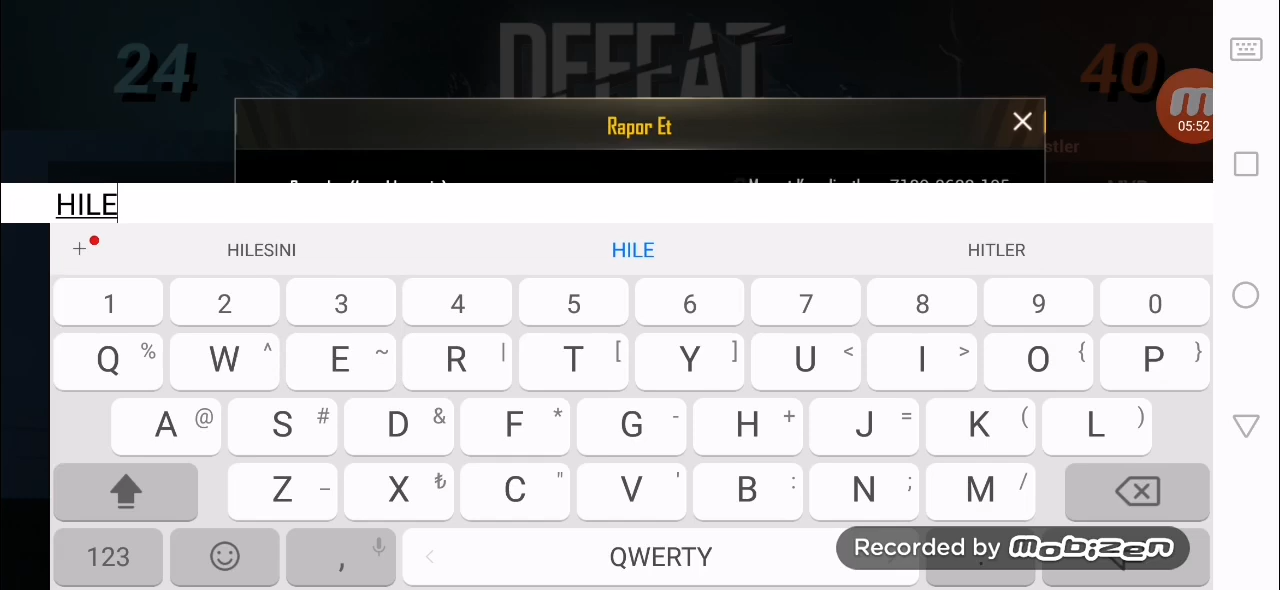 24 DEFEAT 40
Rapor Et
05:52
HILE
HILESINI HILE HITLER
1 2 3 4 5 6 7 8 9 0
Q % W ^ E ~ R | T [ Y ] U < I > O { P }
A @ S # D & F * G - H + J = K ( L )
Z _ X ₺ C " V ' B : N ; M /
123 , QWERTY
Recorded by mobizen